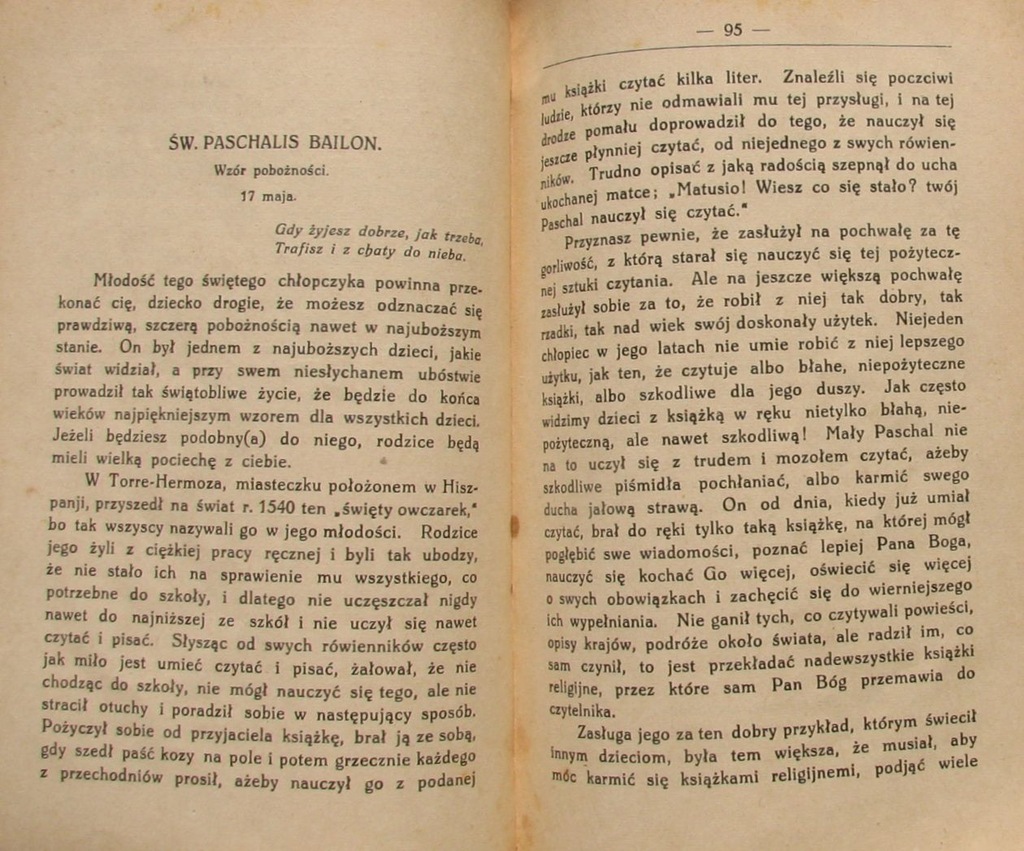 ŚW. PASCHALIS BAILON.
Wzór pobożności.
17 maja.
Gdy żyjesz dobrze, jak trzeba,
Trafisz i z chaty do nieba.
Młodość tego świętego chłopczyka powinna prze-
konać cię, dziecko drogie, że możesz odznaczać się
prawdziwą, szczerą pobożnością nawet w najuboższym
stanie. On był jednem z najuboższych dzieci, jakie
świat widział, a przy swem niesłychanem ubóstwie
prowadził tak świątobliwe życie, że będzie do końca
wieków najpiękniejszym wzorem dla wszystkich dzieci.
Jeżeli będziesz podobny(a) do niego, rodzice będą
mieli wielką pociechę z ciebie.
W Torre-Hermoza, miasteczku położonem w Hisz-
panji, przyszedł na świat r. 1540 ten „święty owczarek,"
bo tak wszyscy nazywali go w jego młodości. Rodzice
jego żyli z ciężkiej pracy ręcznej i byli tak ubodzy,
że nie stało ich na sprawienie mu wszystkiego, co
potrzebne do szkoły, i dlatego nie uczęszczał nigdy
nawet do najniższej ze szkół i nie uczył się nawet
czytać i pisać. Słysząc od swych rówienników często
jak miło jest umieć czytać i pisać, żałował, że nie
chodząc do szkoły, nie mógł nauczyć się tego, ale nie
stracił otuchy i poradził sobie w następujący sposób.
Pożyczył sobie od przyjaciela książkę, brał ją ze sobą,
gdy szedł paść kozy na pole i potem grzecznie każdego
z przechodniów prosił, ażeby nauczył go z podanej
— 95 —
mu książki czytać kilka liter. Znaleźli się poczciwi
ludzie, którzy nie odmawiali mu tej przysługi, i na tej
drodze pomału doprowadził do tego, że nauczył się
jeszcze płynniej czytać, od niejednego z swych rówien-
ników. Trudno opisać z jaką radością szepnął do ucha
ukochanej matce; „Matusio! Wiesz co się stało? twój
Paschal nauczył się czytać."
Przyznasz pewnie, że zasłużył na pochwałę za tę
gorliwość, z którą starał się nauczyć się tej pożytecz-
nej sztuki czytania. Ale na jeszcze większą pochwałę
zasłużył sobie za to, że robił z niej tak dobry, tak
rzadki, tak nad wiek swój doskonały użytek. Niejeden
chłopiec w jego latach nie umie robić z niej lepszego
użytku, jak ten, że czytuje albo błahe, niepożyteczne
książki, albo szkodliwe dla jego duszy. Jak często
widzimy dzieci z książką w ręku nietylko błahą, nie-
pożyteczną, ale nawet szkodliwą! Mały Paschal nie
na to uczył się z trudem i mozołem czytać, ażeby
szkodliwe piśmidła pochłaniać, albo karmić swego
ducha jałową strawą. On od dnia, kiedy już umiał
czytać, brał do ręki tylko taką książkę, na której mógł
pogłębić swe wiadomości, poznać lepiej Pana Boga,
nauczyć się kochać Go więcej, oświecić się więcej
o swych obowiązkach i zachęcić się do wierniejszego
ich wypełniania. Nie ganił tych, co czytywali powieści,
opisy krajów, podróże około świata, ale radził im, co
sam czynił, to jest przekładać nadewszystkie książki
religijne, przez które sam Pan Bóg przemawia do
czytelnika.
Zasługa jego za ten dobry przykład, którym świecił
innym dzieciom, była tem większa, że musiał, aby
móc karmić się książkami religijnemi, podjąć wiele